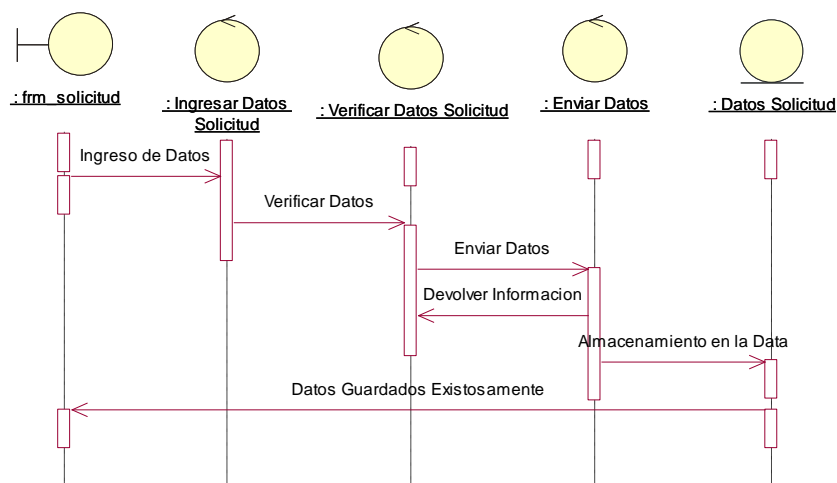 : frm_solicitud
: Ingresar Datos
Solicitud
: Verificar Datos Solicitud
: Enviar Datos
: Datos Solicitud
Ingreso de Datos
Verificar Datos
Enviar Datos
Devolver Informacion
Almacenamiento en la Data
Datos Guardados Existosamente